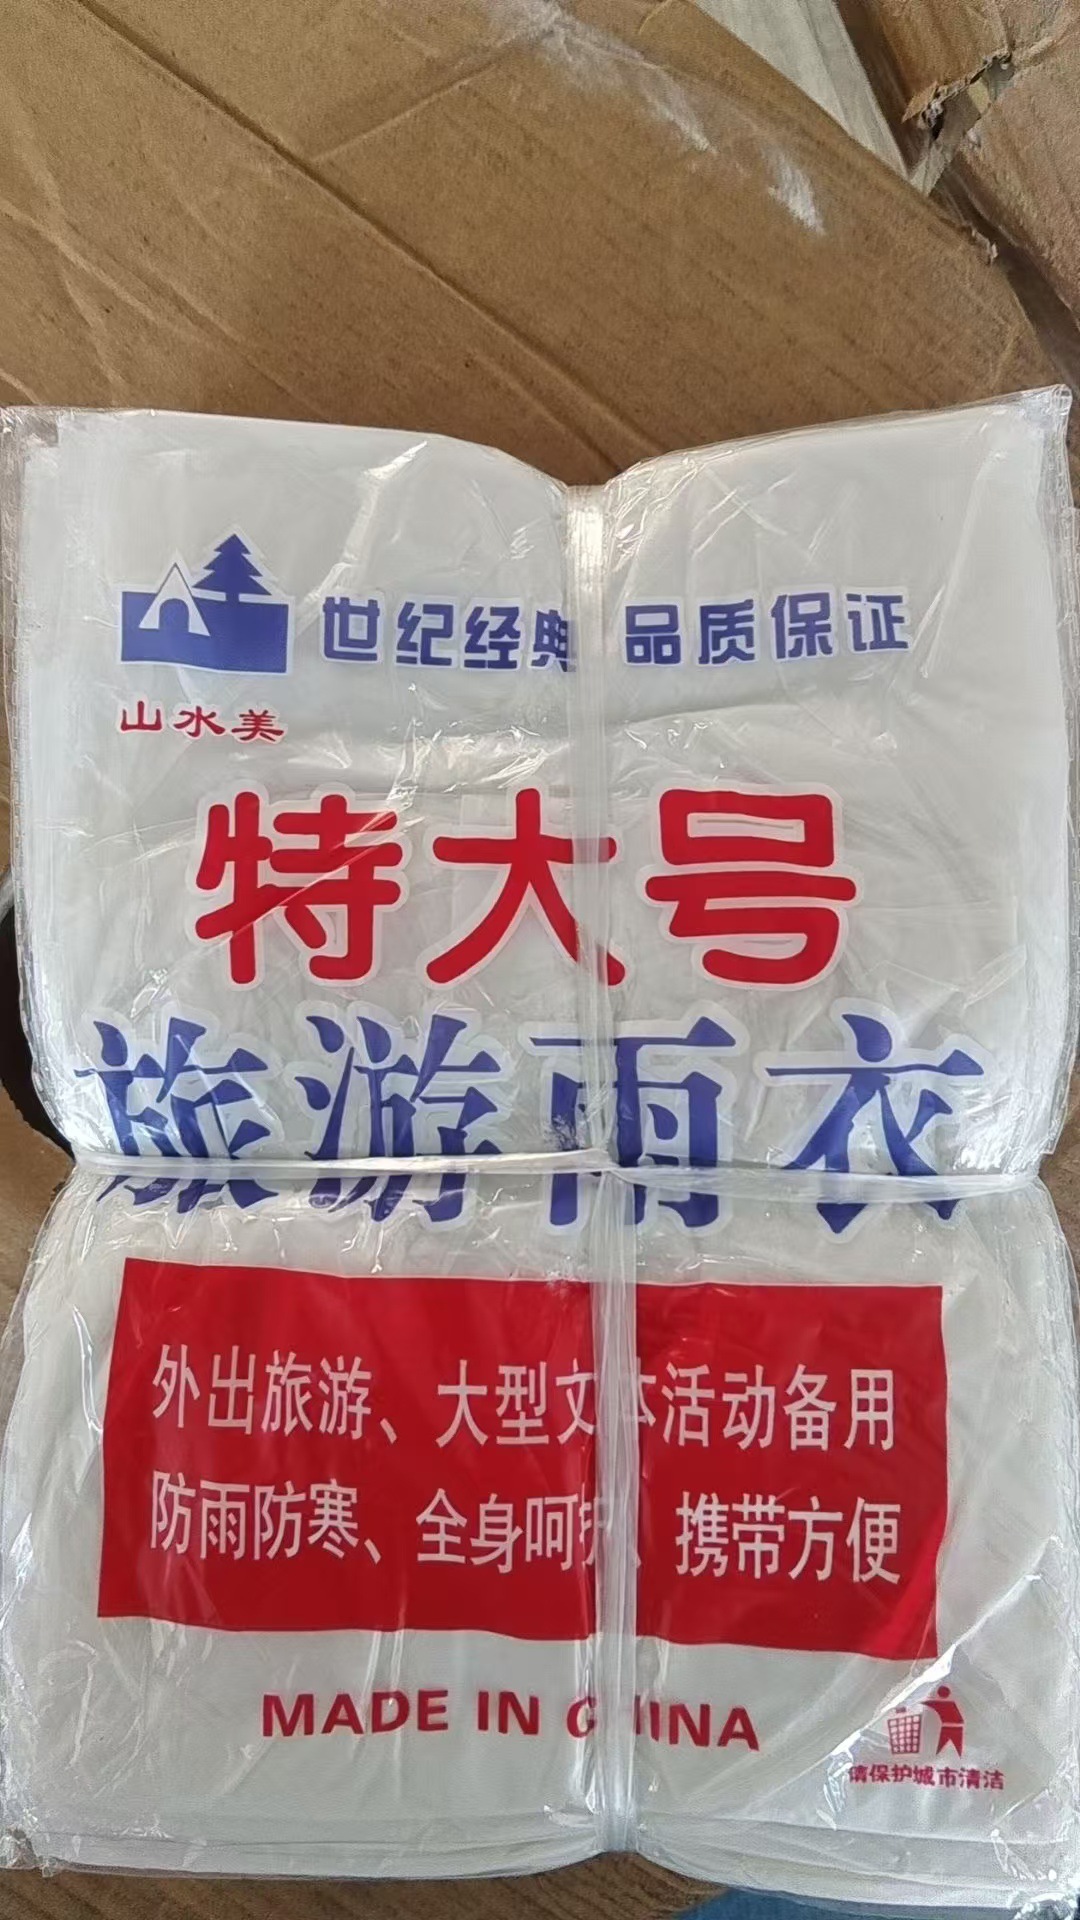 世纪经典 品质保证
山水美
特大号
旅游雨衣
外出旅游、大型文体活动备用
防雨防寒、全身呵护、携带方便
MADE IN CHINA
请保护城市清洁